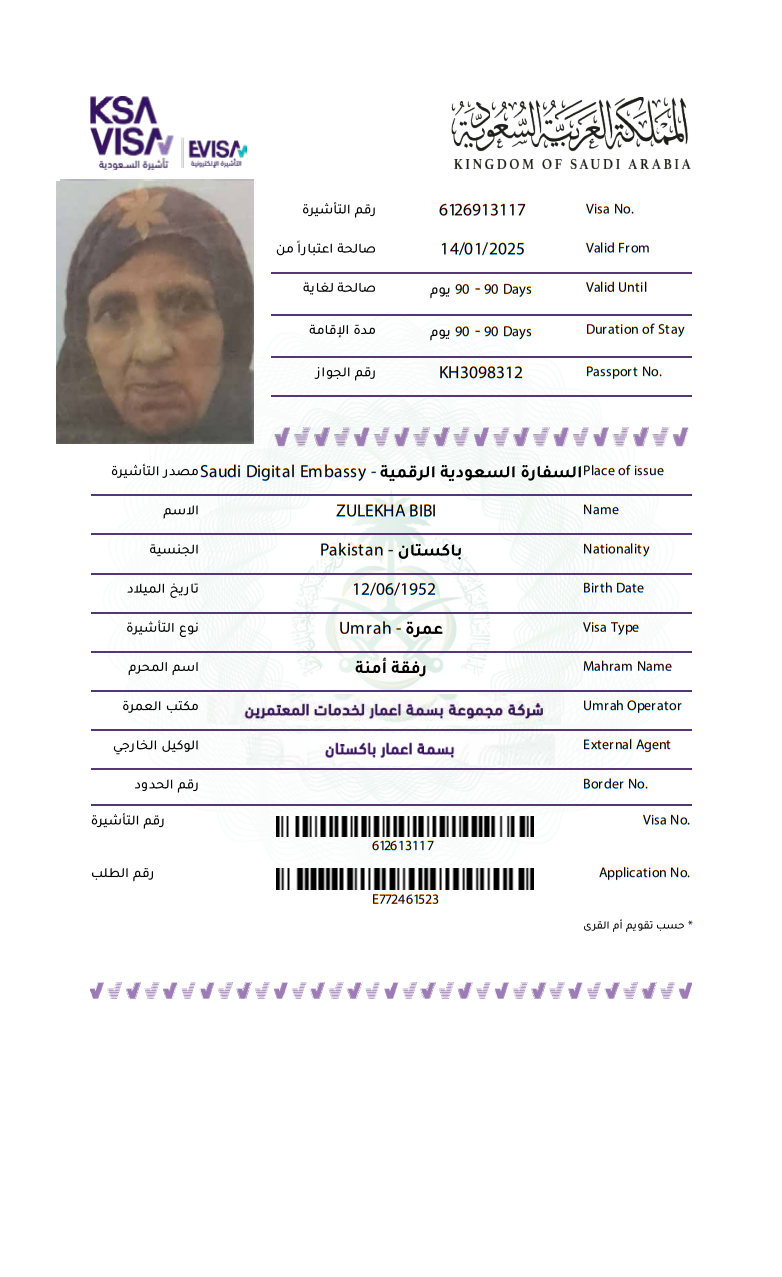 KSA
VISA
تأشيرة السعودية
EVISA
التأشيرة الإلكترونية
المملكة العربية السعودية
KINGDOM OF SAUDI ARABIA
رقم التأشيرة 6126913117 Visa No.
صالحة اعتباراً من 14/01/2025 Valid From
صالحة لغاية 90 يوم - 90 Days Valid Until
مدة الإقامة 90 يوم - 90 Days Duration of Stay
رقم الجواز KH3098312 Passport No.
مصدر التأشيرة Saudi Digital Embassy - السفارة السعودية الرقمية Place of issue
الاسم ZULEKHA BIBI Name
الجنسية Pakistan - باكستان Nationality
تاريخ الميلاد 12/06/1952 Birth Date
نوع التأشيرة Umrah - عمرة Visa Type
اسم المحرم رفقة أمنة Mahram Name
مكتب العمرة شركة مجموعة بسمة اعمار لخدمات المعتمرين Umrah Operator
الوكيل الخارجي بسمة اعمار باكستان External Agent
رقم الحدود Border No.
رقم التأشيرة Visa No.
612613117
رقم الطلب Application No.
E772461523
* حسب تقويم أم القرى